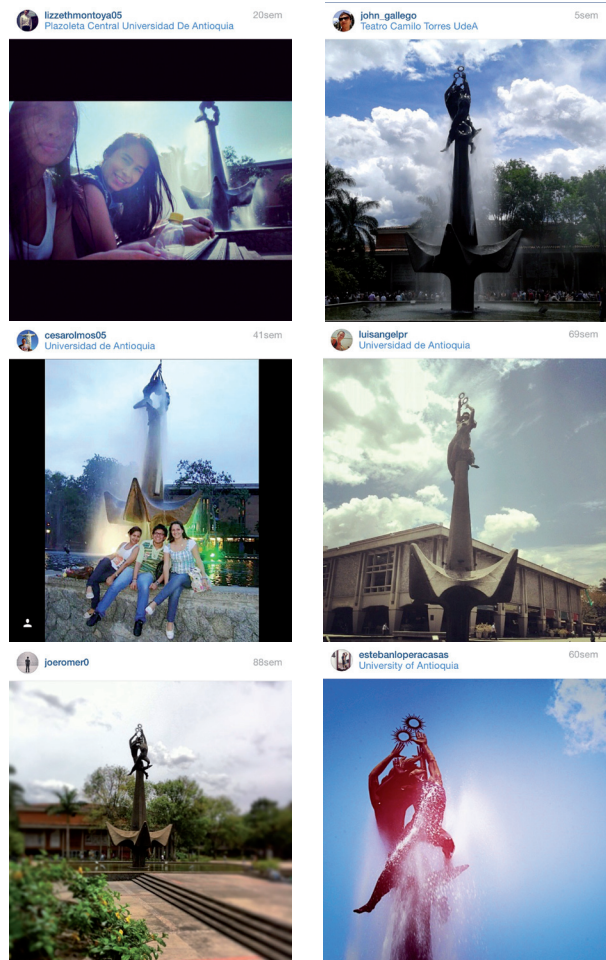 lizzethmontoya05 20sem
Plazoleta Central Universidad De Antioquia
john_gallego 5sem
Teatro Camilo Torres UdeA
cesarolmos05 41sem
Universidad de Antioquia
luisangelpr 69sem
Universidad de Antioquia
joeromer0 88sem
estebanloperacasas 60sem
University of Antioquia